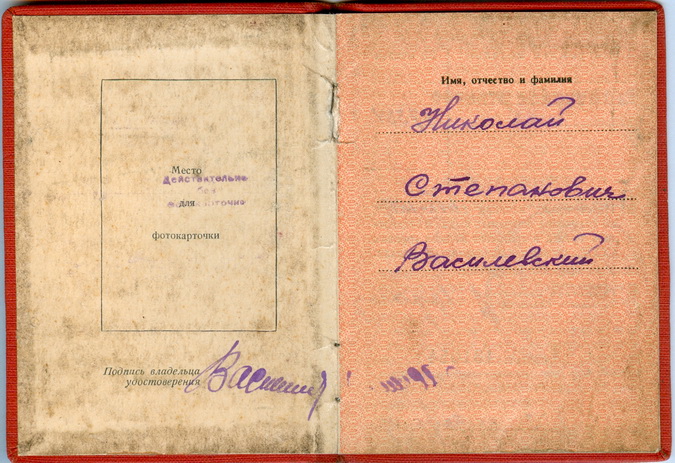 Место
Действительно
без
фотокарточки
для
фотокарточки
Подпись владельца
удостоверения
Имя, отчество и фамилия
Николай
Степанович
Василевский